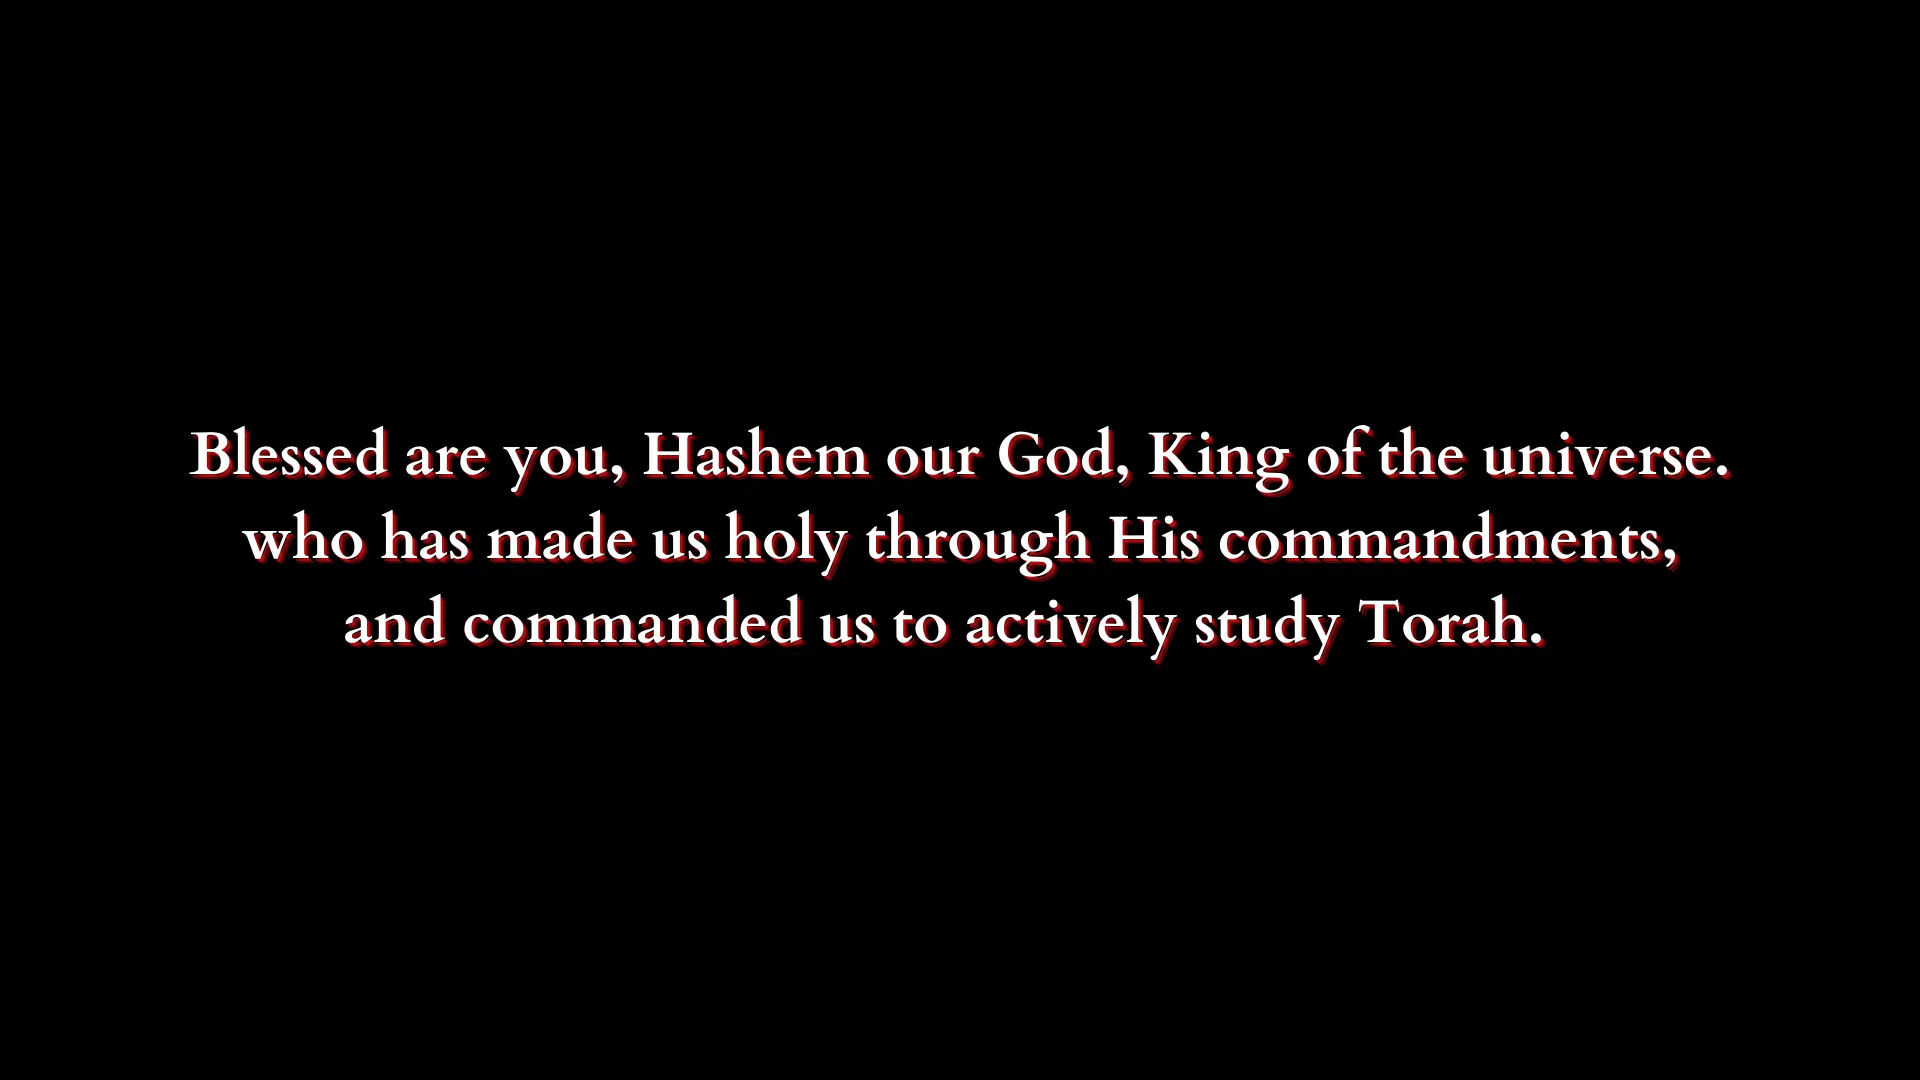 Blessed are you, Hashem our God, King of the universe.
who has made us holy through His commandments,
and commanded us to actively study Torah.